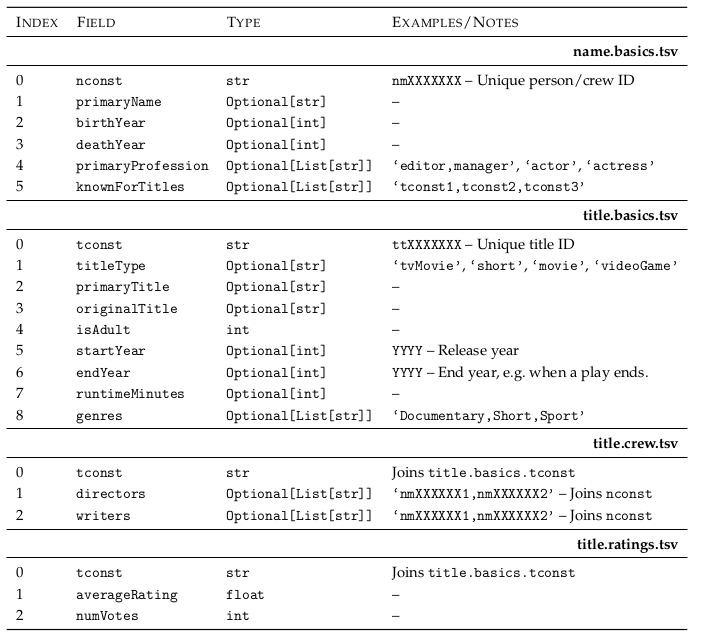 INDEX FIELD TYPE EXAMPLES/NOTES
name.basics.tsv
0 nconst str nmXXXXXXX – Unique person/crew ID
1 primaryName Optional[str] –
2 birthYear Optional[int] –
3 deathYear Optional[int] –
4 primaryProfession Optional[List[str]] ‘editor,manager’, ‘actor’, ‘actress’
5 knownForTitles Optional[List[str]] ‘tconst1,tconst2,tconst3’
title.basics.tsv
0 tconst str ttXXXXXXX – Unique title ID
1 titleType Optional[str] ‘tvMovie’, ‘short’, ‘movie’, ‘videoGame’
2 primaryTitle Optional[str] –
3 originalTitle Optional[str] –
4 isAdult int –
5 startYear Optional[int] YYYY – Release year
6 endYear Optional[int] YYYY – End year, e.g. when a play ends.
7 runtimeMinutes Optional[int] –
8 genres Optional[List[str]] ‘Documentary,Short,Sport’
title.crew.tsv
0 tconst str Joins title.basics.tconst
1 directors Optional[List[str]] ‘nmXXXXXX1,nmXXXXXX2’ – Joins nconst
2 writers Optional[List[str]] ‘nmXXXXXX1,nmXXXXXX2’ – Joins nconst
title.ratings.tsv
0 tconst str Joins title.basics.tconst
1 averageRating float –
2 numVotes int –